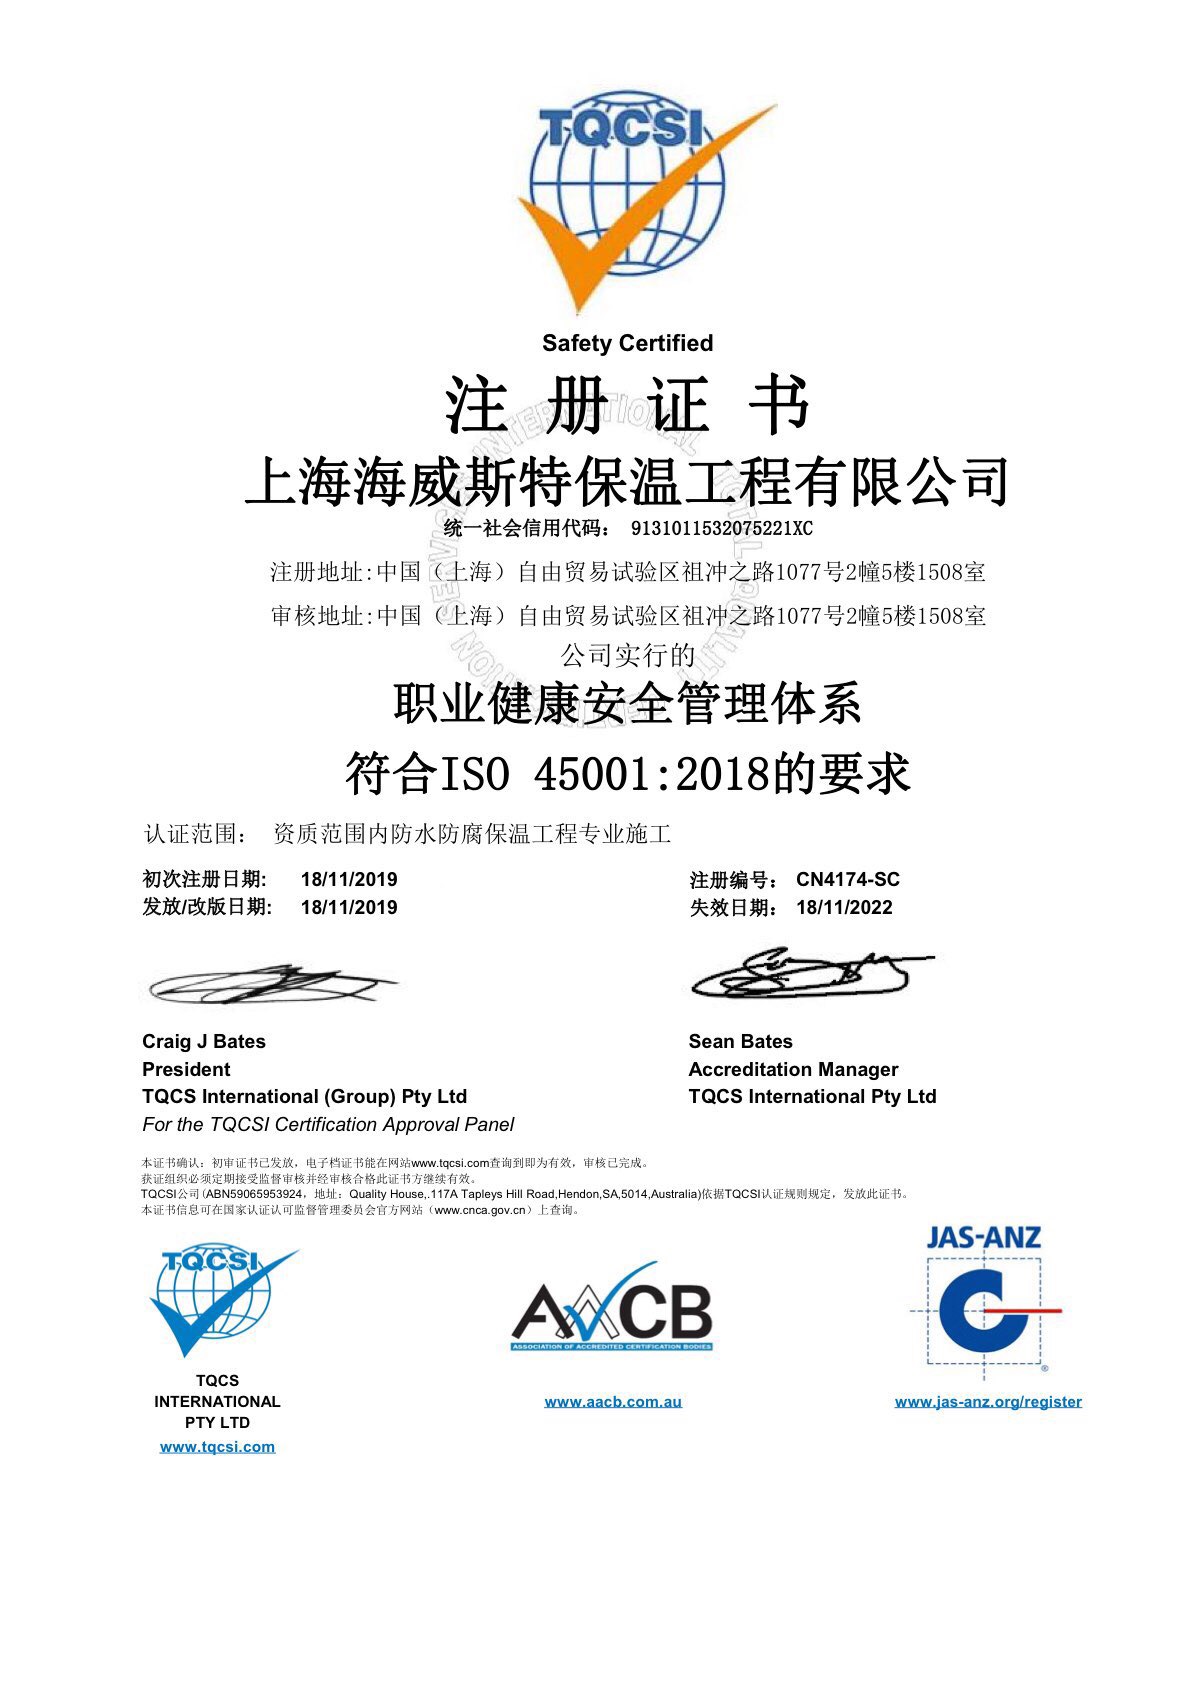 TQCSI
Safety Certified
注 册 证 书
上海海威斯特保温工程有限公司
统一社会信用代码： 9131011532075221XC
注册地址:中国（上海）自由贸易试验区祖冲之路1077号2幢5楼1508室
审核地址:中国（上海）自由贸易试验区祖冲之路1077号2幢5楼1508室
公司实行的
职业健康安全管理体系
符合ISO 45001:2018的要求
认证范围： 资质范围内防水防腐保温工程专业施工
初次注册日期: 18/11/2019 注册编号： CN4174-SC
发放/改版日期: 18/11/2019 失效日期： 18/11/2022
Craig J Bates Sean Bates
President Accreditation Manager
TQCS International (Group) Pty Ltd TQCS International Pty Ltd
For the TQCSI Certification Approval Panel
本证书确认：初审证书已发放，电子档证书能在网站www.tqcsi.com查询到即为有效，审核已完成。
获证组织必须定期接受监督审核并经审核合格此证书方继续有效。
TQCSI公司(ABN59065953924，地址：Quality House,.117A Tapleys Hill Road,Hendon,SA,5014,Australia)依据TQCSI认证规则规定，发放此证书。
本证书信息可在国家认证认可监督管理委员会官方网站（www.cnca.gov.cn）上查询。
TQCSI
TQCS
INTERNATIONAL
PTY LTD
www.tqcsi.com
AACB
ASSOCIATION OF ACCREDITED CERTIFICATION BODIES
www.aacb.com.au
JAS-ANZ
®
www.jas-anz.org/register